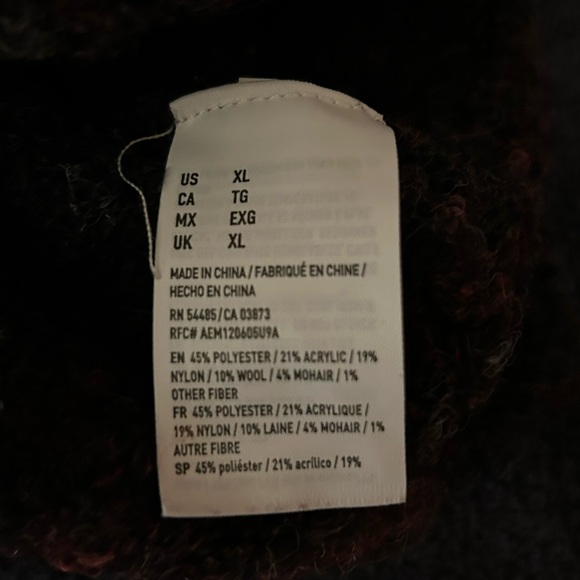 US XL
CA TG
MX EXG
UK XL
MADE IN CHINA / FABRIQUÉ EN CHINE /
HECHO EN CHINA
RN 54485/CA 03873
RFC# AEM120605U9A
EN 45% POLYESTER / 21% ACRYLIC / 19%
NYLON / 10% WOOL / 4% MOHAIR / 1%
OTHER FIBER
FR 45% POLYESTER / 21% ACRYLIQUE /
19% NYLON / 10% LAINE / 4% MOHAIR / 1%
AUTRE FIBRE
SP 45% poliéster / 21% acrílico / 19%